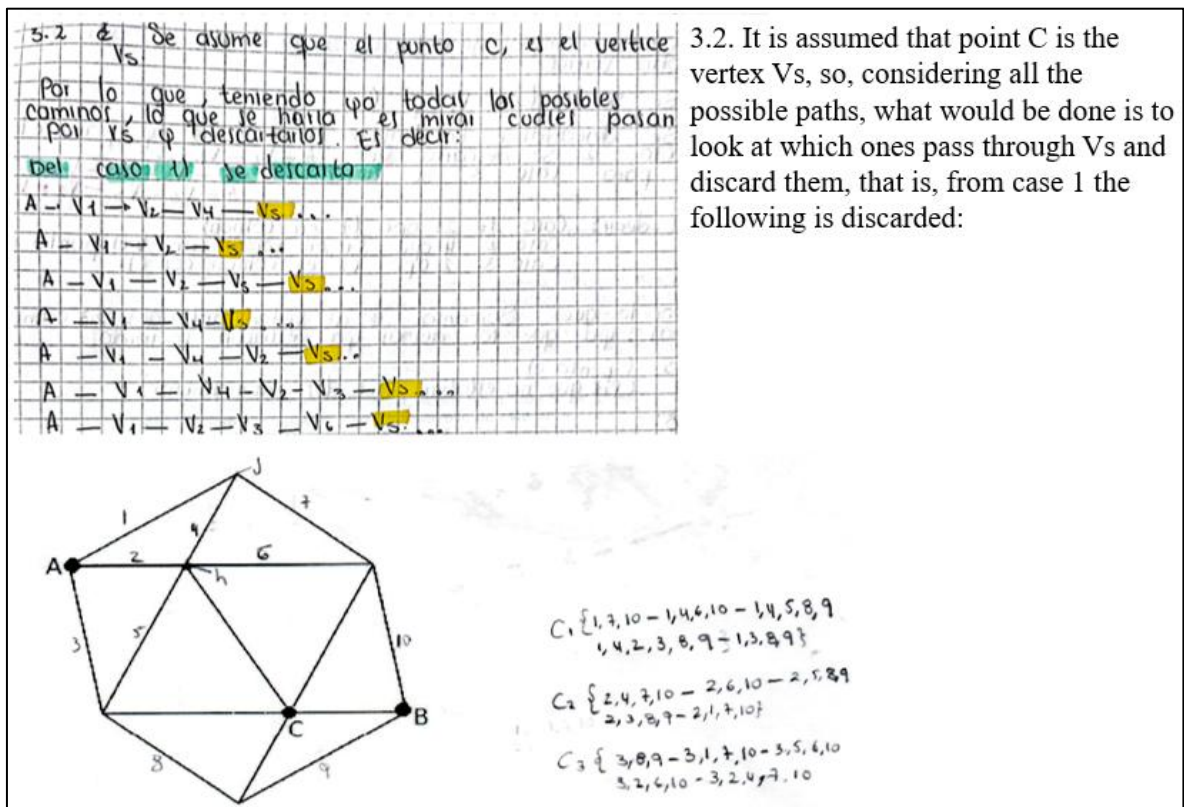 3.2 & Se asume que el punto C, es el vertice
Vs.
Por lo que, teniendo ya todas los posibles
caminos, lo que se haria es mirar cuales pasan
por Vs y descartarlos. Es decir:
Del caso 1) se descarta
A - V1 → V2 — V4 — Vs...
A - V1 — V2 — Vs ...
A - V1 — V2 — V5 — Vs...
A - V1 — V4 - Vs ...
A — V1 — V4 — V2 — Vs..
A — V1 — V4 - V2 - V3 — Vs...
A — V1 — V2 — V3 — V6 — Vs....
3.2. It is assumed that point C is the
vertex Vs, so, considering all the
possible paths, what would be done is to
look at which ones pass through Vs and
discard them, that is, from case 1 the
following is discarded:
J
1
7
4
A
2
6
h
3
5
10
C
B
8
9
C1 {1,7,10 - 1,4,6,10 - 1,4,5,8,9
1,4,2,3,8,9 - 1,3,8,9}
C2 {2,4,7,10 - 2,6,10 - 2,5,8,9
2,3,8,9 - 2,1,7,10}
C3 { 3,8,9 - 3,1,7,10 - 3,5,6,10
3,2,6,10 - 3,2,4,7.10